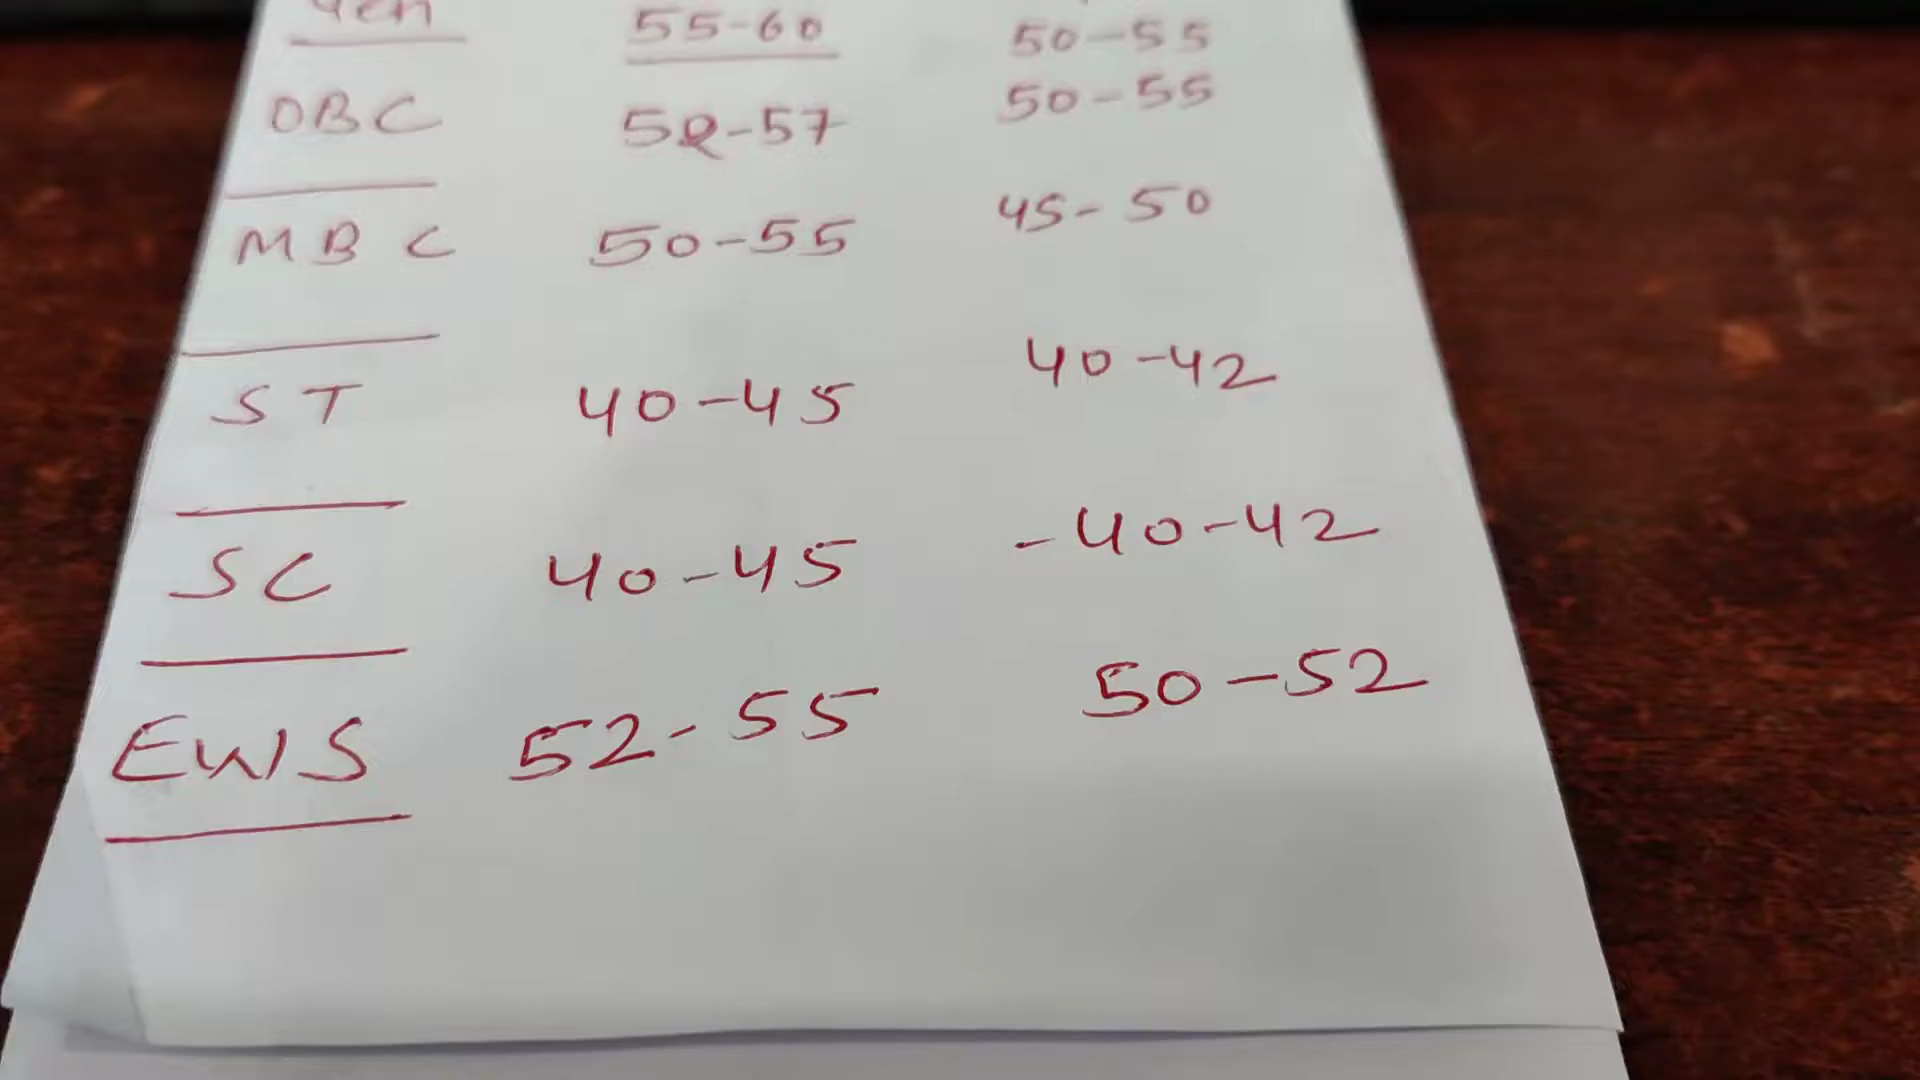 Gen 55-60 50-55
OBC 52-57 50-55
MBC 50-55 45-50
ST 40-45 40-42
SC 40-45 -40-42
EWS 52-55 50-52